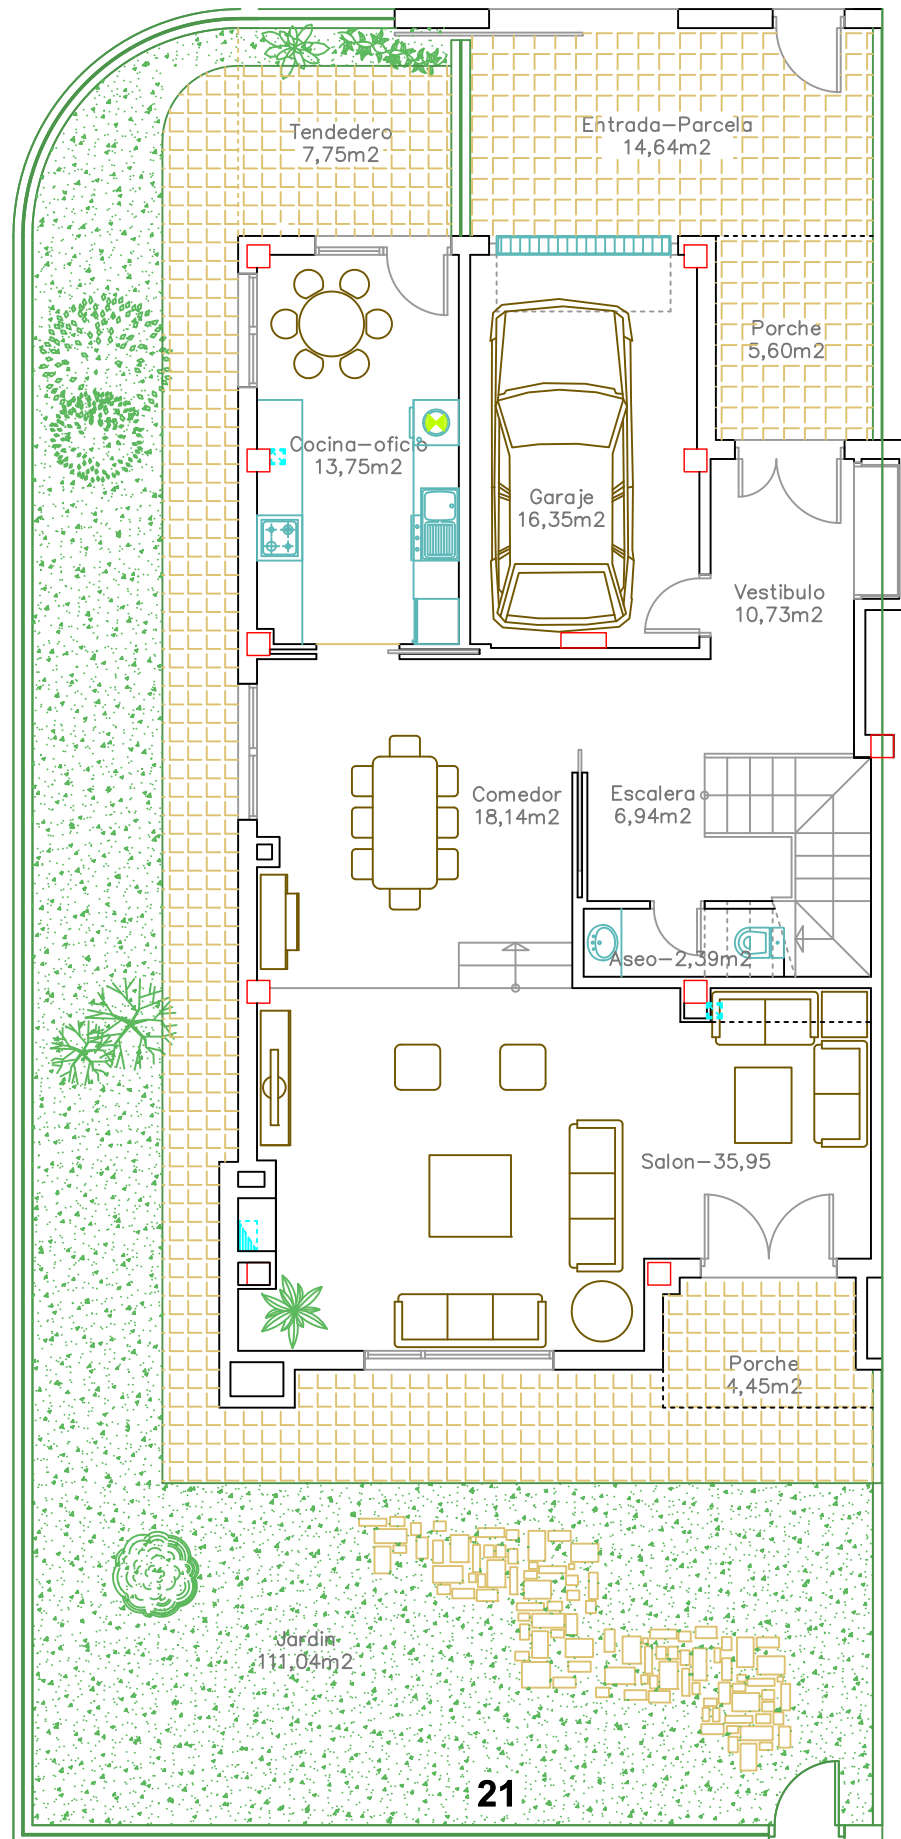 Tendedero
7,75m2
Entrada-Parcela
14,64m2
Porche
5,60m2
Cocina-oficio
13,75m2
Garaje
16,35m2
Vestibulo
10,73m2
Comedor
18,14m2
Escalera
6,94m2
Aseo-2,39m2
Salon-35,95
Porche
4,45m2
Jardin
111,04m2
21